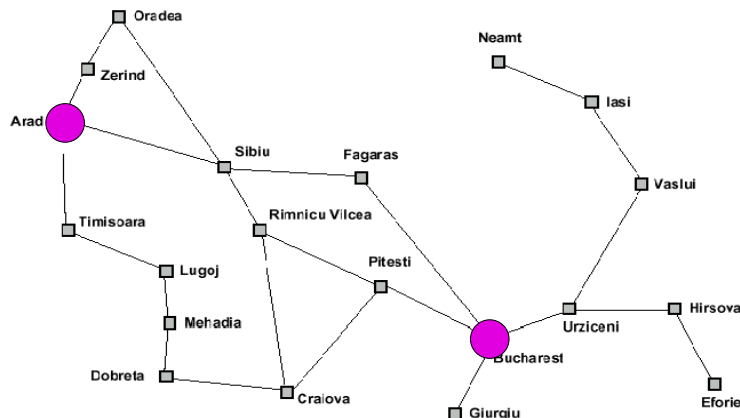 Oradea
Neamt
Zerind
Iasi
Arad
Sibiu
Fagaras
Vaslui
Timisoara
Rimnicu Vilcea
Lugoj
Pitesti
Mehadia
Hirsova
Urziceni
Bucharest
Dobreta
Craiova
Eforie
Giurgiu